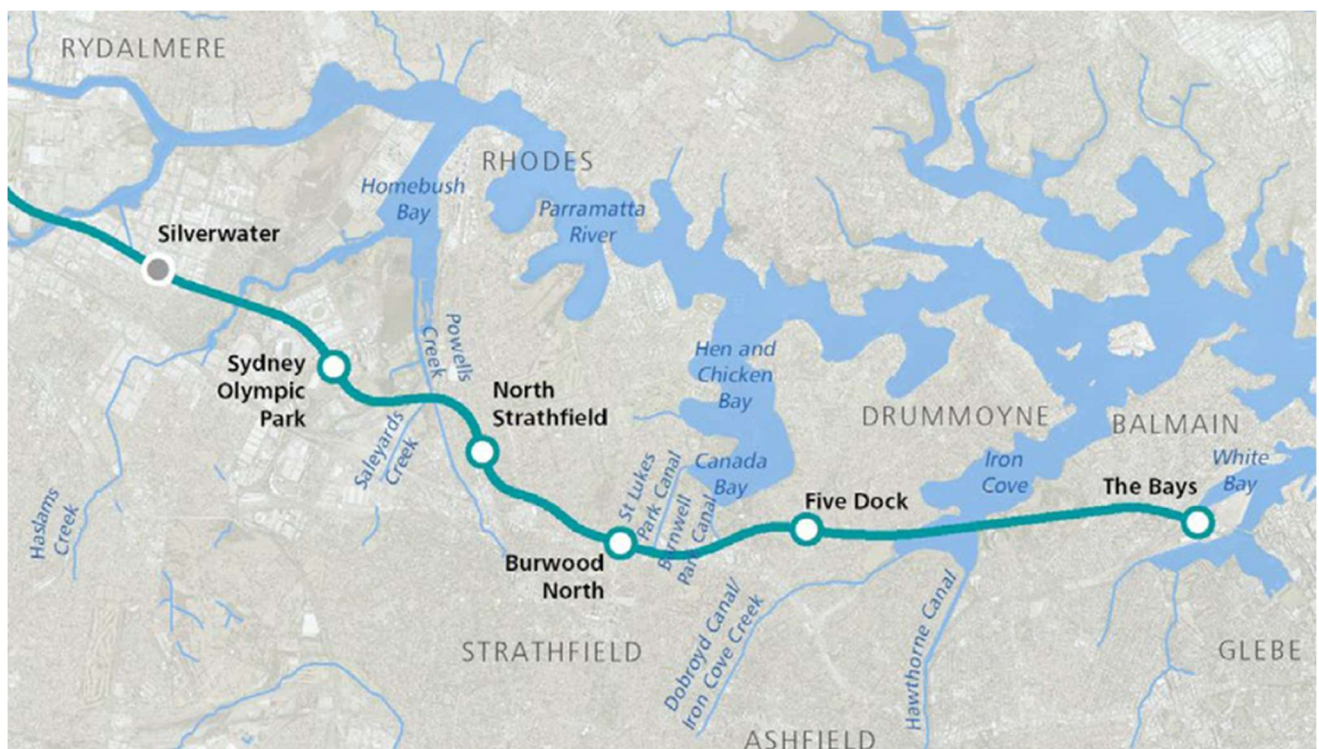 RYDALMERE
RHODES
Homebush
Bay
Parramatta
River
Silverwater
Powells
Creek
Sydney
Olympic
Park
Hen and
Chicken
Bay
North
Strathfield
DRUMMOYNE
BALMAIN
Saleyards
Creek
St Lukes
Park Canal
Canada
Bay
Iron
Cove
White
Bay
The Bays
Five Dock
Haslams
Creek
Barnwell
Park Canal
Burwood
North
Dobroyd Canal/
Iron Cove Creek
Hawthorne Canal
STRATHFIELD
GLEBE
ASHFIELD